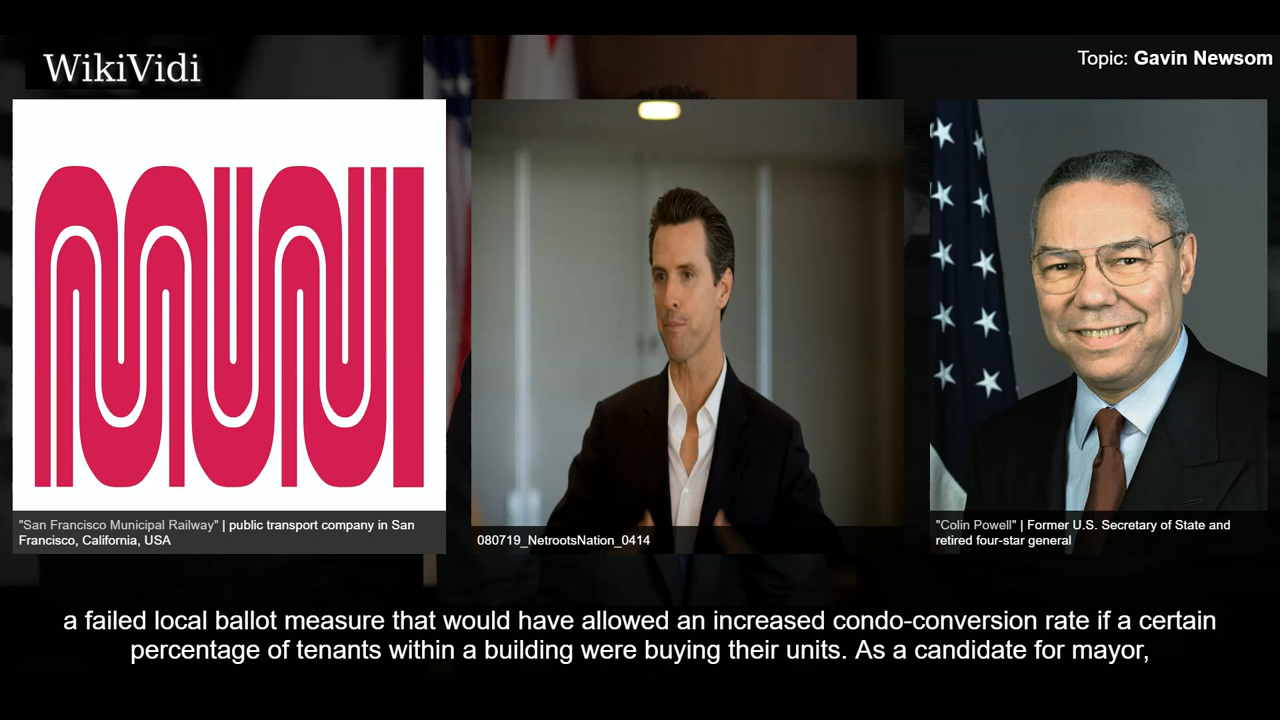 WikiVidi
Topic: Gavin Newsom
muni
"San Francisco Municipal Railway" | public transport company in San
Francisco, California, USA
080719_NetrootsNation_0414
"Colin Powell" | Former U.S. Secretary of State and
retired four-star general
a failed local ballot measure that would have allowed an increased condo-conversion rate if a certain
percentage of tenants within a building were buying their units. As a candidate for mayor,